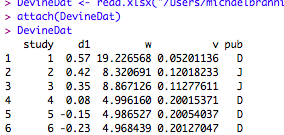 > DevineDat <- read.xlsx("/Users/michaelbranni
> attach(DevineDat)
> DevineDat
study d1 w v pub
1 1 0.57 19.226568 0.05201136 D
2 2 0.42 8.320691 0.12018233 J
3 3 0.35 8.867126 0.11277611 J
4 4 0.08 4.996160 0.20015371 D
5 5 -0.15 4.986527 0.20054037 D
6 6 -0.23 4.968439 0.20127047 D